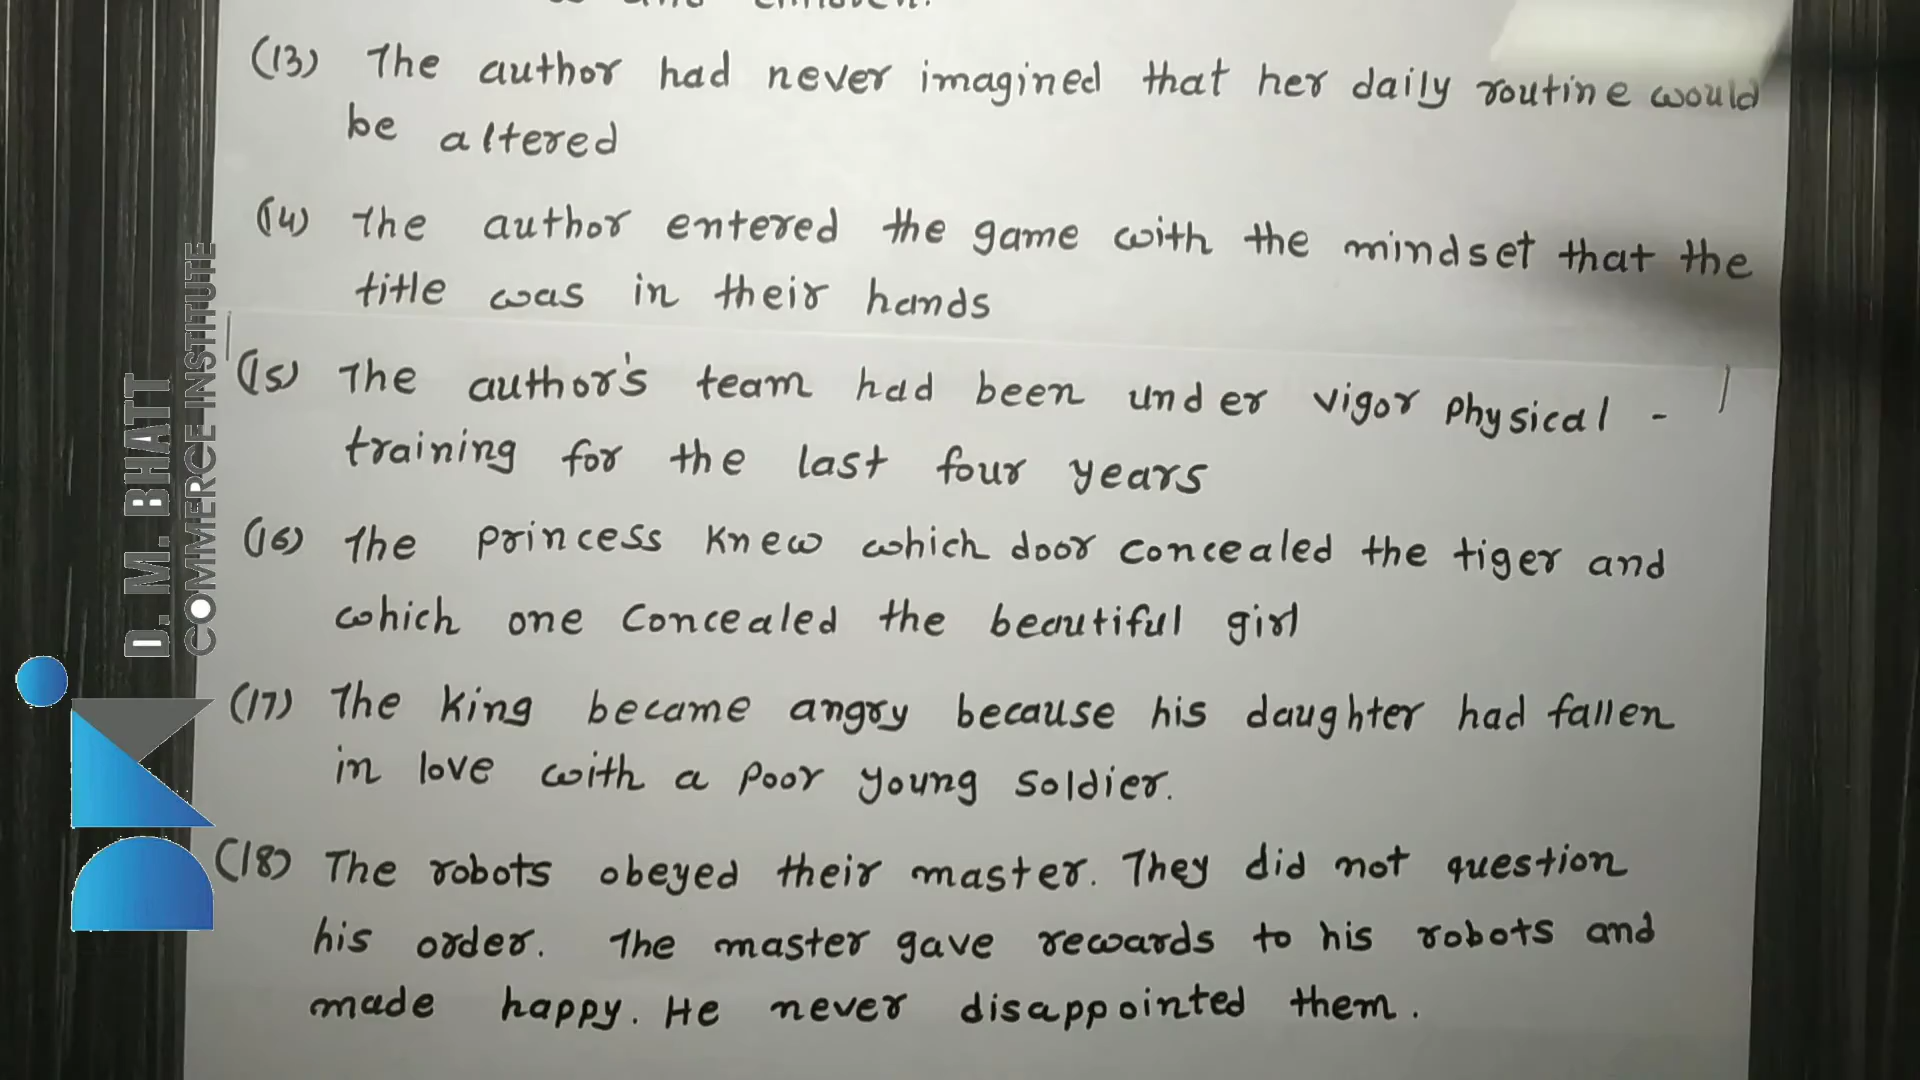 (13) The author had never imagined that her daily routine would
be altered
(14) The author entered the game with the mindset that the
title was in their hands
(15) The author's team had been under vigor physical -
training for the last four years
(16) The princess knew which door concealed the tiger and
which one concealed the beautiful girl
(17) The king became angry because his daughter had fallen
in love with a poor young soldier.
(18) The robots obeyed their master. They did not question
his order. The master gave rewards to his robots and
made happy. He never disappointed them.
D. M. BHATT
COMMERCE INSTITUTE